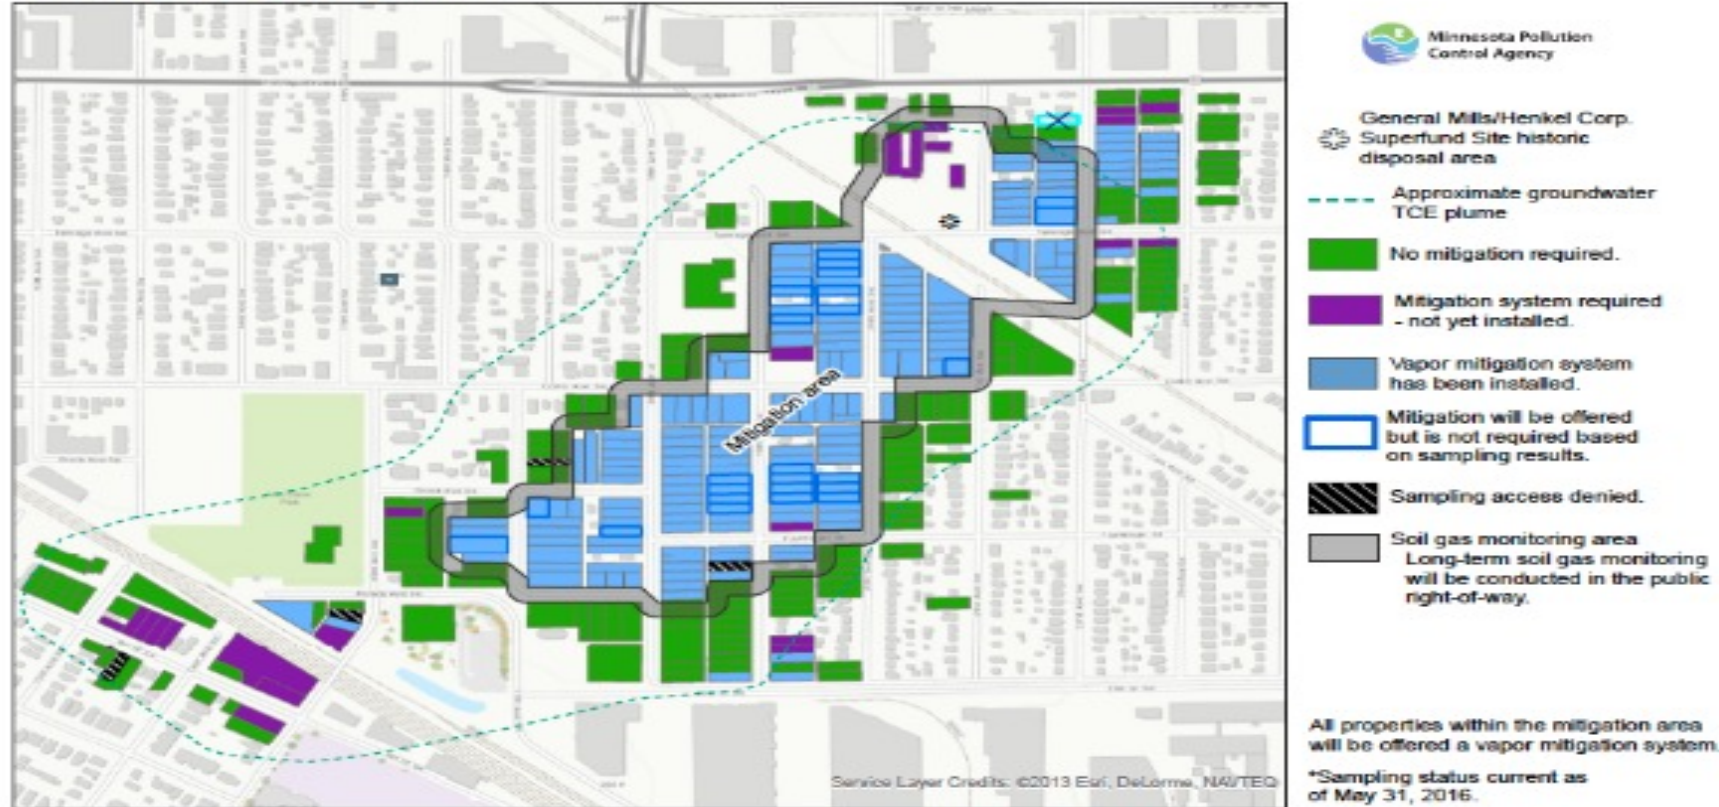 Minnesota Pollution
Control Agency
General Mills/Henkel Corp.
Superfund Site historic
disposal area
Approximate groundwater
TCE plume
No mitigation required.
Mitigation system required
- not yet installed.
Vapor mitigation system
has been installed.
Mitigation will be offered
but is not required based
on sampling results.
Sampling access denied.
Soil gas monitoring area
Long-term soil gas monitoring
will be conducted in the public
right-of-way.
Mitigation area
All properties within the mitigation area
will be offered a vapor mitigation system.
*Sampling status current as
of May 31, 2016.
Service Layer Credits: ©2013 Esri, DeLorme, NAVTEQ